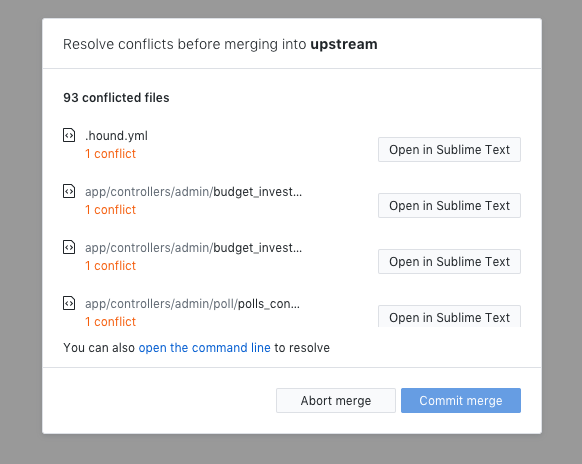 Resolve conflicts before merging into upstream
93 conflicted files
.hound.yml
1 conflict
Open in Sublime Text
app/controllers/admin/budget_invest...
1 conflict
Open in Sublime Text
app/controllers/admin/budget_invest...
1 conflict
Open in Sublime Text
app/controllers/admin/poll/polls_con...
1 conflict
Open in Sublime Text
You can also open the command line to resolve
Abort merge
Commit merge